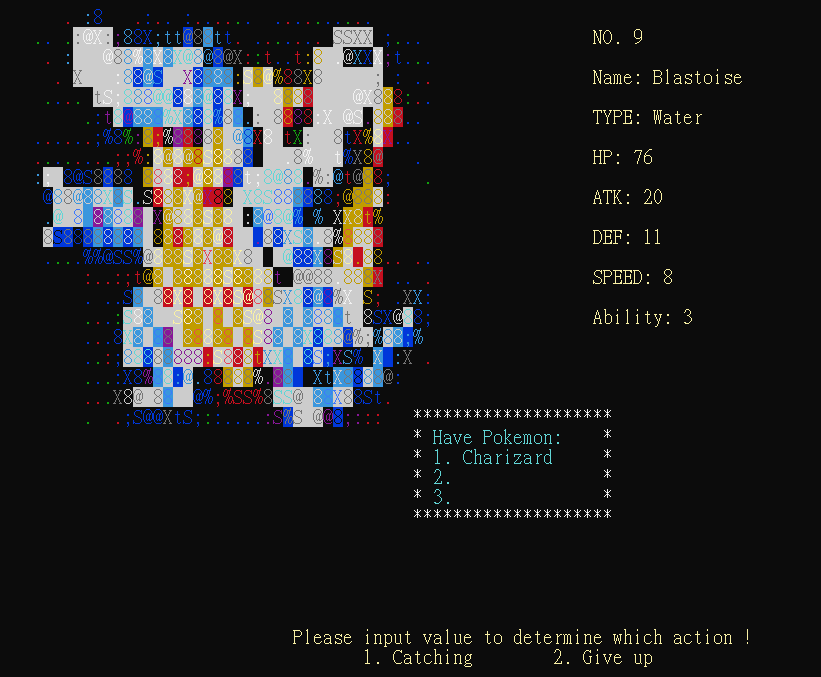 NO. 9
Name: Blastoise
TYPE: Water
HP: 76
ATK: 20
DEF: 11
SPEED: 8
Ability: 3
********************
* Have Pokemon: *
* 1. Charizard *
* 2. *
* 3. *
********************
Please input value to determine which action !
1. Catching 2. Give up